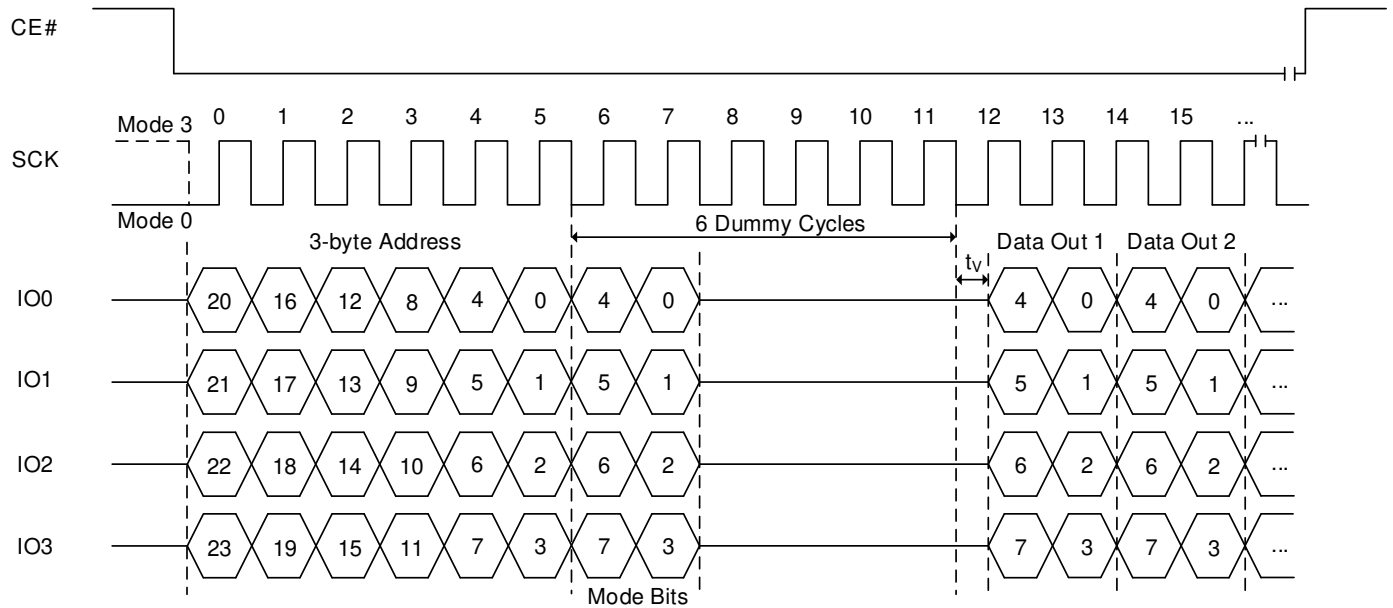 CE#
Mode 3 0 1 2 3 4 5 6 7 8 9 10 11 12 13 14 15 ...
SCK
Mode 0
6 Dummy Cycles
3-byte Address Data Out 1 Data Out 2
tV
IO0 20 16 12 8 4 0 4 0 4 0 4 0 ...
IO1 21 17 13 9 5 1 5 1 5 1 5 1 ...
IO2 22 18 14 10 6 2 6 2 6 2 6 2 ...
IO3 23 19 15 11 7 3 7 3 7 3 7 3 ...
Mode Bits